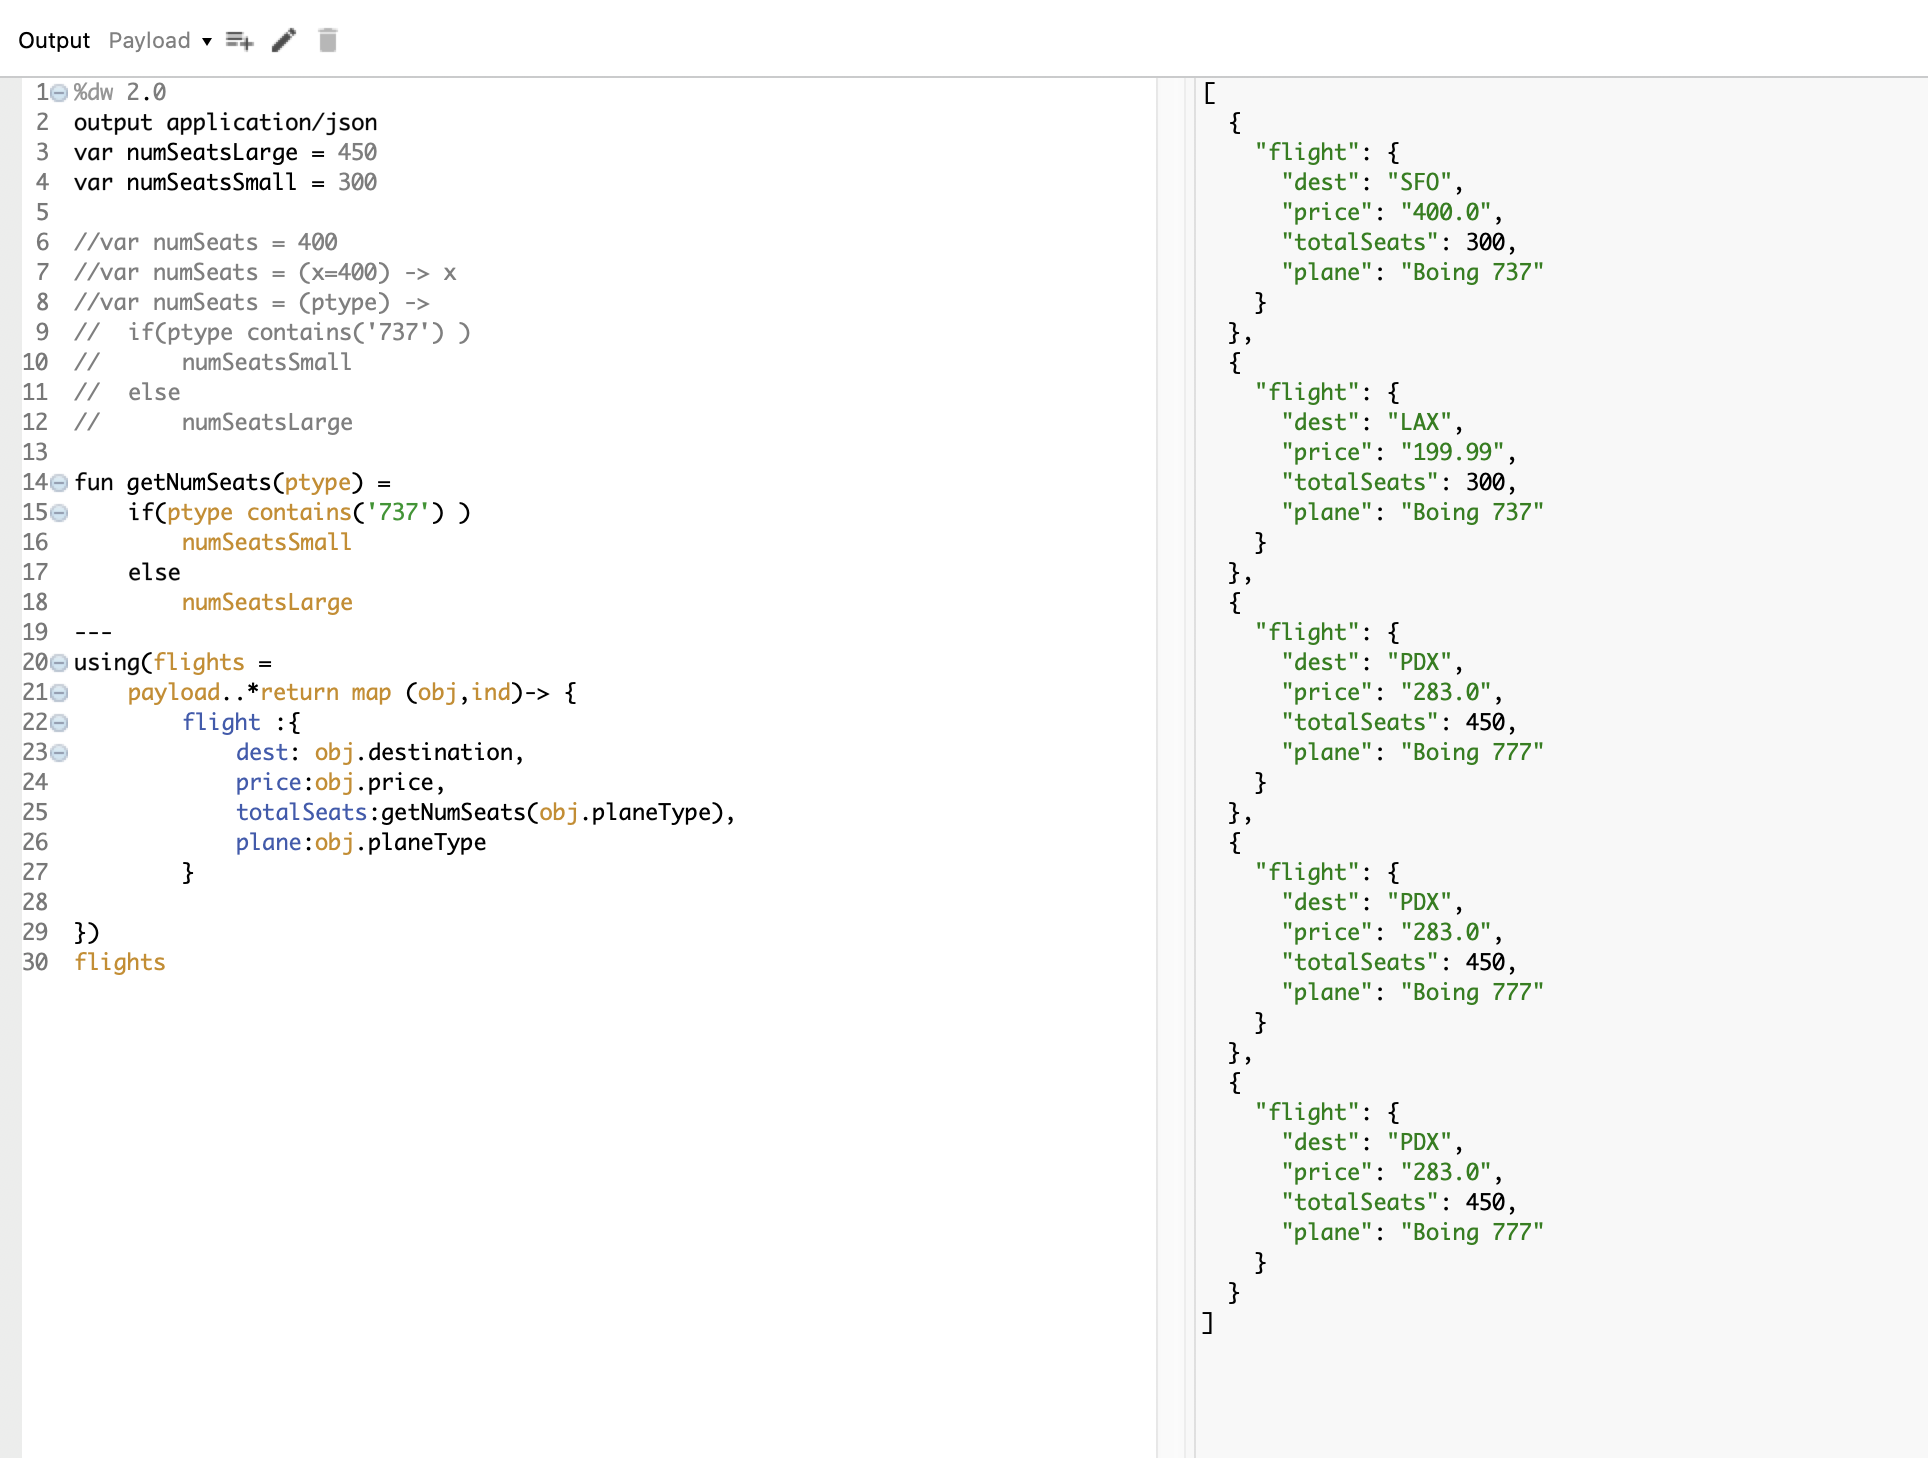 Output Payload
1 %dw 2.0
2 output application/json
3 var numSeatsLarge = 450
4 var numSeatsSmall = 300
5
6 //var numSeats = 400
7 //var numSeats = (x=400) -> x
8 //var numSeats = (ptype) ->
9 //  if(ptype contains('737') )
10 //      numSeatsSmall
11 //  else
12 //      numSeatsLarge
13
14 fun getNumSeats(ptype) =
15     if(ptype contains('737') )
16         numSeatsSmall
17     else
18         numSeatsLarge
19 ---
20 using(flights =
21     payload..*return map (obj,ind)-> {
22         flight :{
23             dest: obj.destination,
24             price:obj.price,
25             totalSeats:getNumSeats(obj.planeType),
26             plane:obj.planeType
27         }
28
29 })
30 flights
[
  {
    "flight": {
      "dest": "SFO",
      "price": "400.0",
      "totalSeats": 300,
      "plane": "Boing 737"
    }
  },
  {
    "flight": {
      "dest": "LAX",
      "price": "199.99",
      "totalSeats": 300,
      "plane": "Boing 737"
    }
  },
  {
    "flight": {
      "dest": "PDX",
      "price": "283.0",
      "totalSeats": 450,
      "plane": "Boing 777"
    }
  },
  {
    "flight": {
      "dest": "PDX",
      "price": "283.0",
      "totalSeats": 450,
      "plane": "Boing 777"
    }
  },
  {
    "flight": {
      "dest": "PDX",
      "price": "283.0",
      "totalSeats": 450,
      "plane": "Boing 777"
    }
  }
]